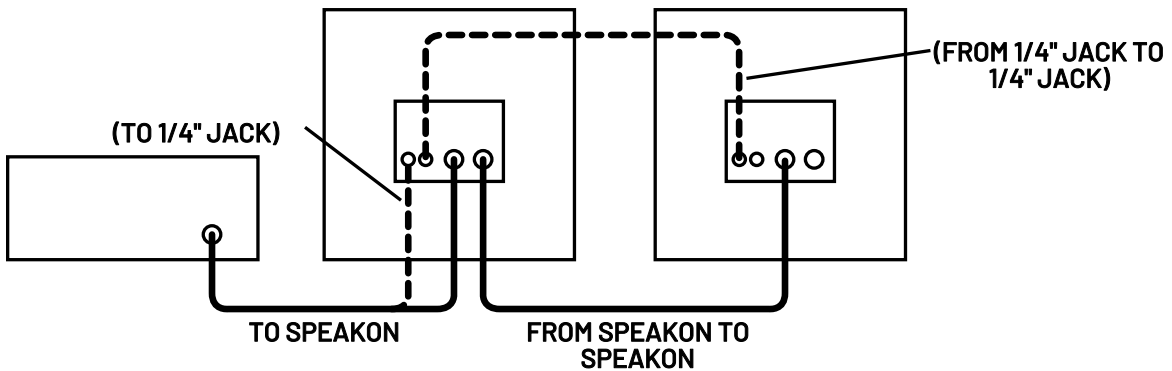 (FROM 1/4" JACK TO
1/4" JACK)
(TO 1/4" JACK)
TO SPEAKON
FROM SPEAKON TO
SPEAKON